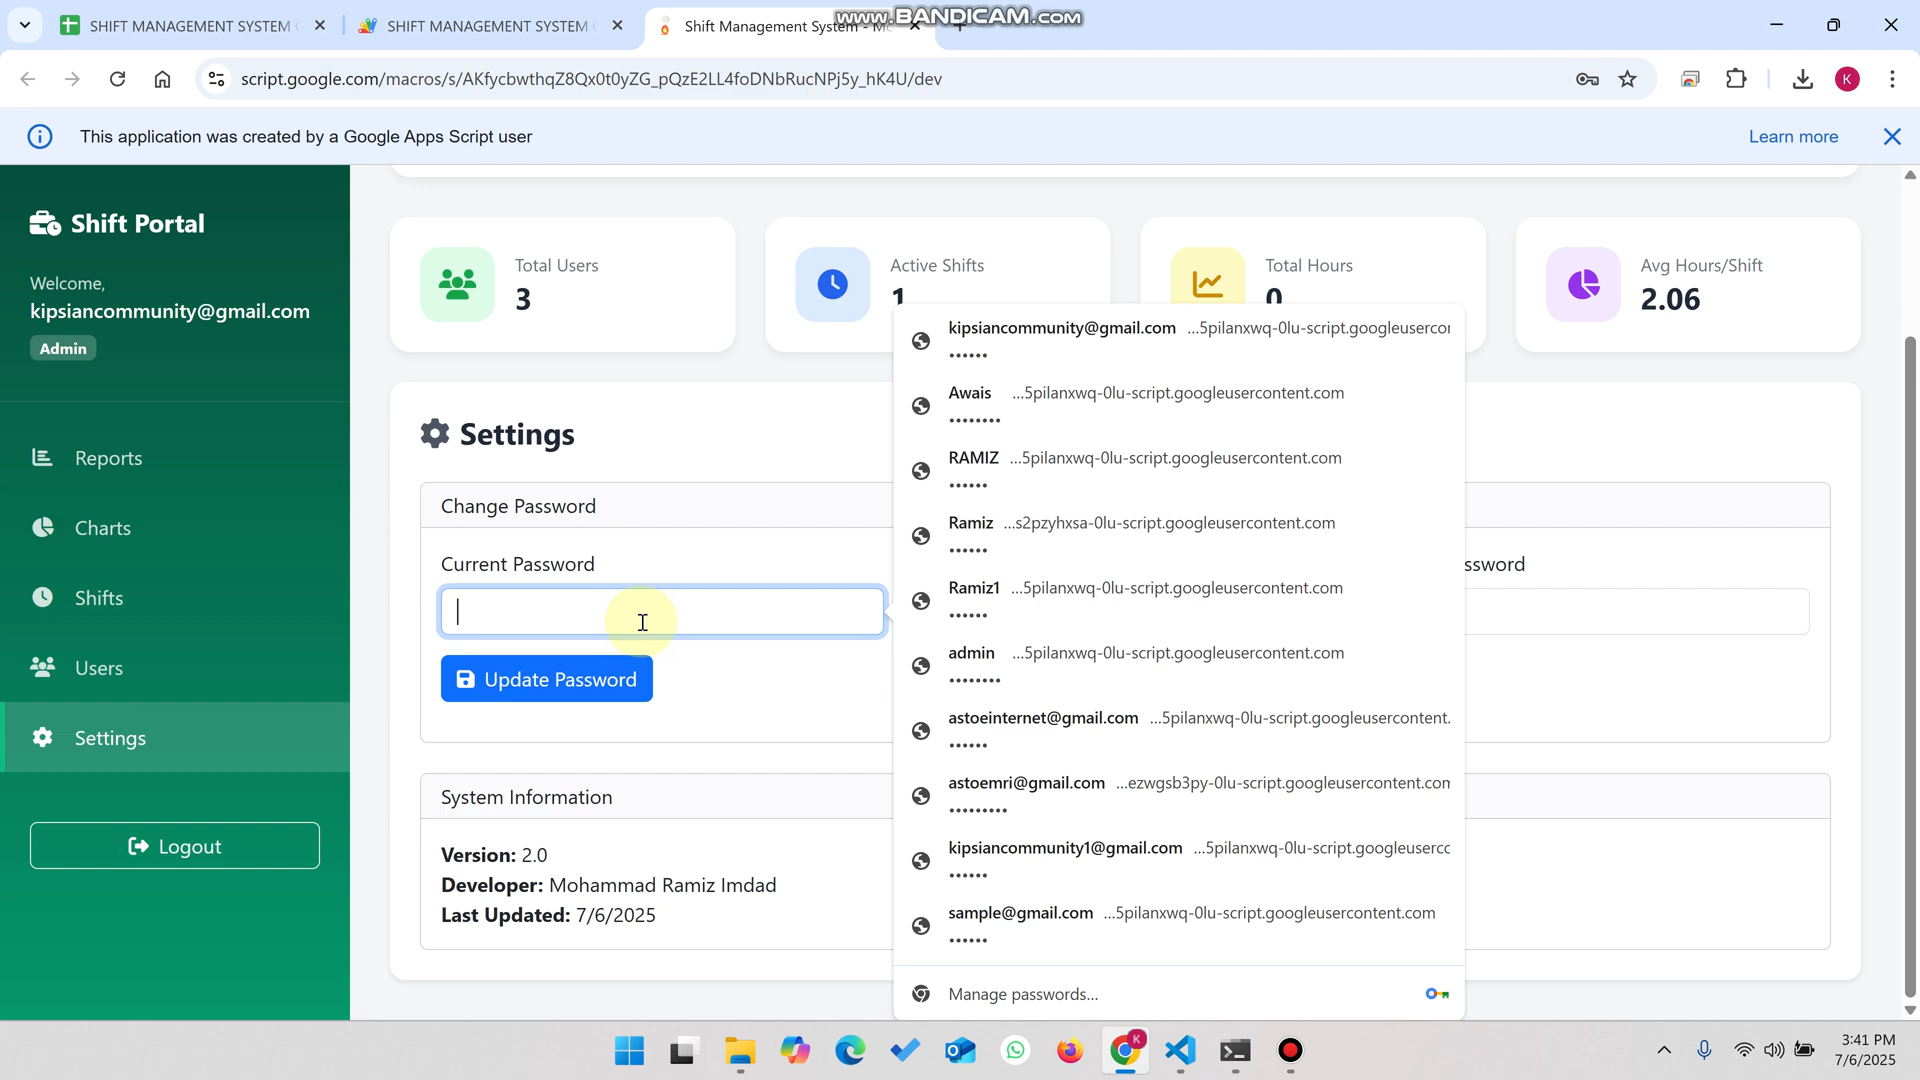 SHIFT MANAGEMENT SYSTEM
SHIFT MANAGEMENT SYSTEM
Shift Management System - Mo
www.BANDICAM.com
script.google.com/macros/s/AKfycbwthqZ8Qx0t0yZG_pQzE2LL4foDNbRucNPj5y_hK4U/dev
K
This application was created by a Google Apps Script user
Learn more
Shift Portal
Welcome,
kipsiancommunity@gmail.com
Admin
Reports
Charts
Shifts
Users
Settings
Logout
Total Users
3
Active Shifts
1
Total Hours
0
Avg Hours/Shift
2.06
Settings
Change Password
Current Password
ssword
Update Password
System Information
Version: 2.0
Developer: Mohammad Ramiz Imdad
Last Updated: 7/6/2025
kipsiancommunity@gmail.com ...5pilanxwq-0lu-script.googleusercor
••••••
Awais ...5pilanxwq-0lu-script.googleusercontent.com
••••••••
RAMIZ ...5pilanxwq-0lu-script.googleusercontent.com
••••••
Ramiz ...s2pzyhxsa-0lu-script.googleusercontent.com
••••••
Ramiz1 ...5pilanxwq-0lu-script.googleusercontent.com
••••••
admin ...5pilanxwq-0lu-script.googleusercontent.com
••••••••
astoeinternet@gmail.com ...5pilanxwq-0lu-script.googleusercontent.
••••••
astoemri@gmail.com ...ezwgsb3py-0lu-script.googleusercontent.com
•••••••••
kipsiancommunity1@gmail.com ...5pilanxwq-0lu-script.googleusercc
••••••
sample@gmail.com ...5pilanxwq-0lu-script.googleusercontent.com
••••••
Manage passwords...
K
3:41 PM
7/6/2025